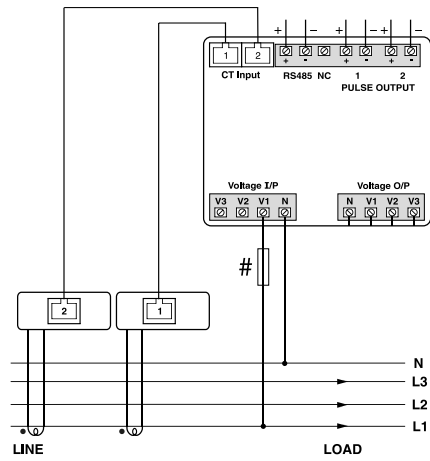 + − + − + −
1 2
+ - + - + -
CT Input RS485 NC 1 2
PULSE OUTPUT
Voltage I/P Voltage O/P
V3 V2 V1 N N V1 V2 V3
#
2 1
N
L3
L2
L1
LINE LOAD